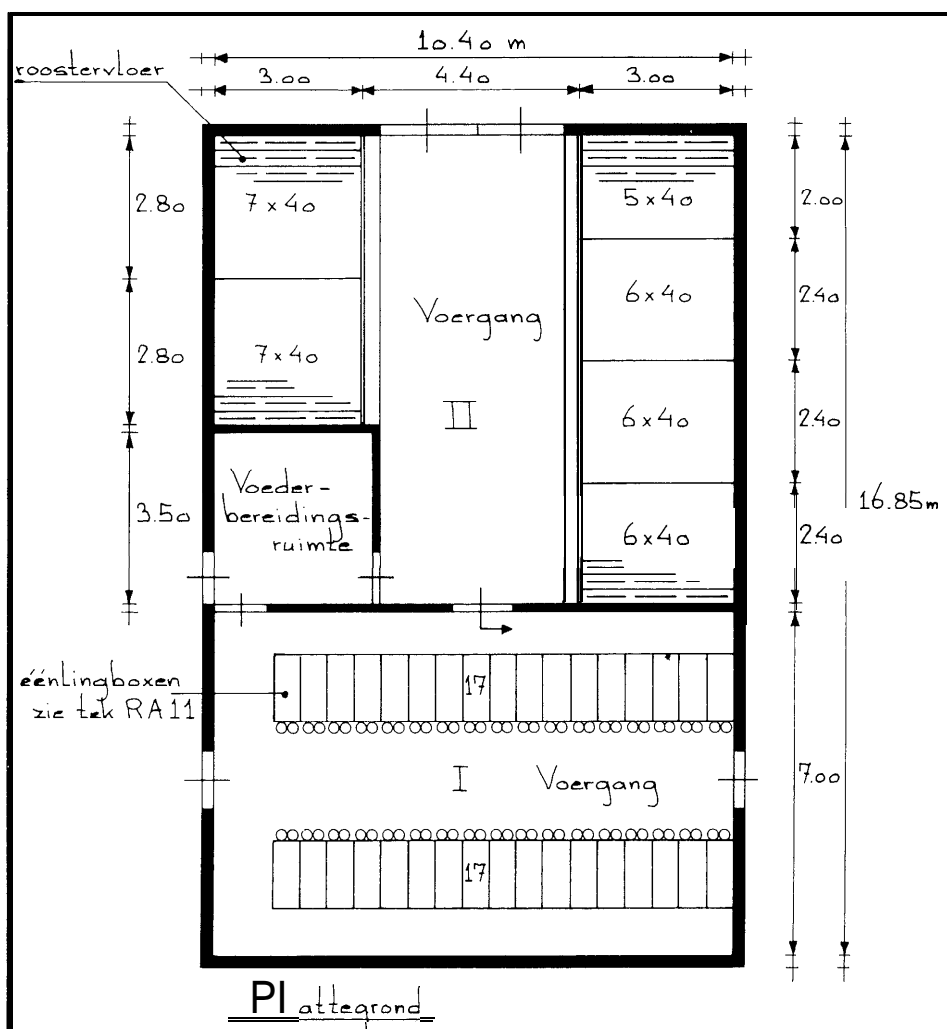 10.40 m
roostervloer
3.00 4.40 3.00
2.80
7 x 40
5 x 40
2.00
6 x 40
2.40
Voergang
2.80
7 x 40
II
6 x 40
2.40
Voeder-
bereidings-
ruimte
3.50
16.85 m
6 x 40
2.40
éénlingboxen
zie tek RA11
17
I Voergang
7.00
17
Plattegrond